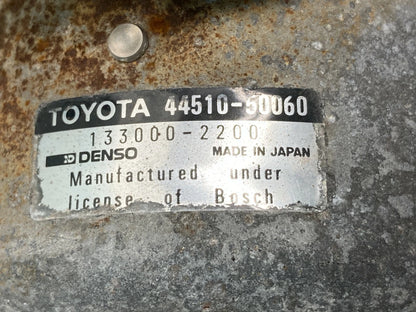 TOYOTA 44510-50060
133000-2200
DENSO MADE IN JAPAN
Manufactured under
license of Bosch